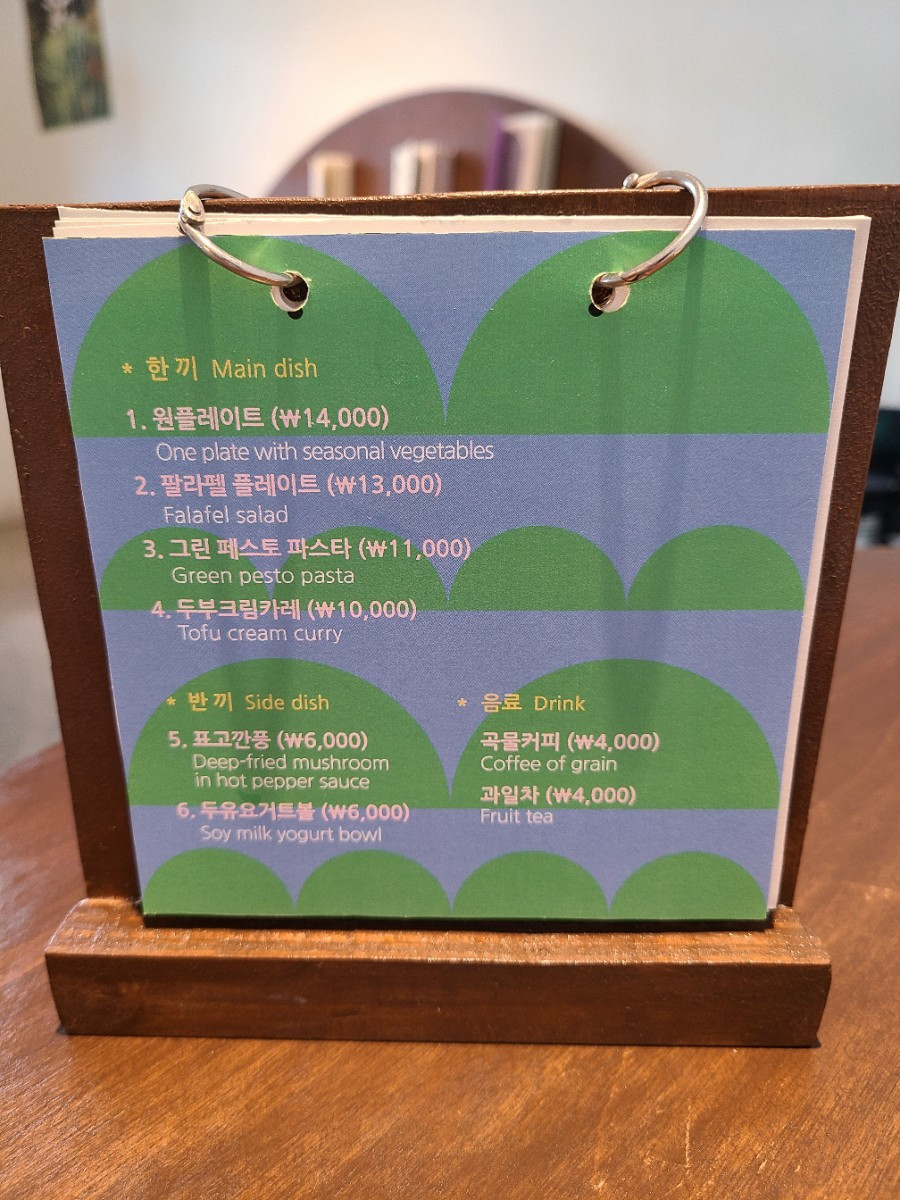 * 한끼 Main dish
1. 원플레이트 (₩14,000)
One plate with seasonal vegetables
2. 팔라펠 플레이트 (₩13,000)
Falafel salad
3. 그린 페스토 파스타 (₩11,000)
Green pesto pasta
4. 두부크림카레 (₩10,000)
Tofu cream curry
* 반끼 Side dish
5. 표고깐풍 (₩6,000)
Deep-fried mushroom
in hot pepper sauce
6. 두유요거트볼 (₩6,000)
Soy milk yogurt bowl
* 음료 Drink
곡물커피 (₩4,000)
Coffee of grain
과일차 (₩4,000)
Fruit tea